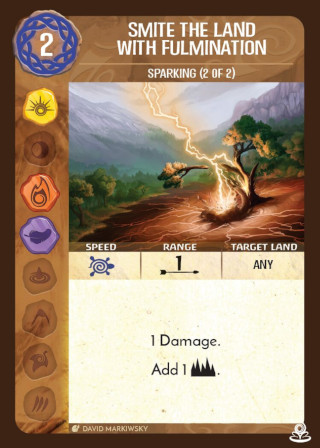 2
SMITE THE LAND
WITH FULMINATION
SPARKING (2 OF 2)
SPEED RANGE TARGET LAND
1 ANY
1 Damage.
Add 1 .
DAVID MARKIWSKY